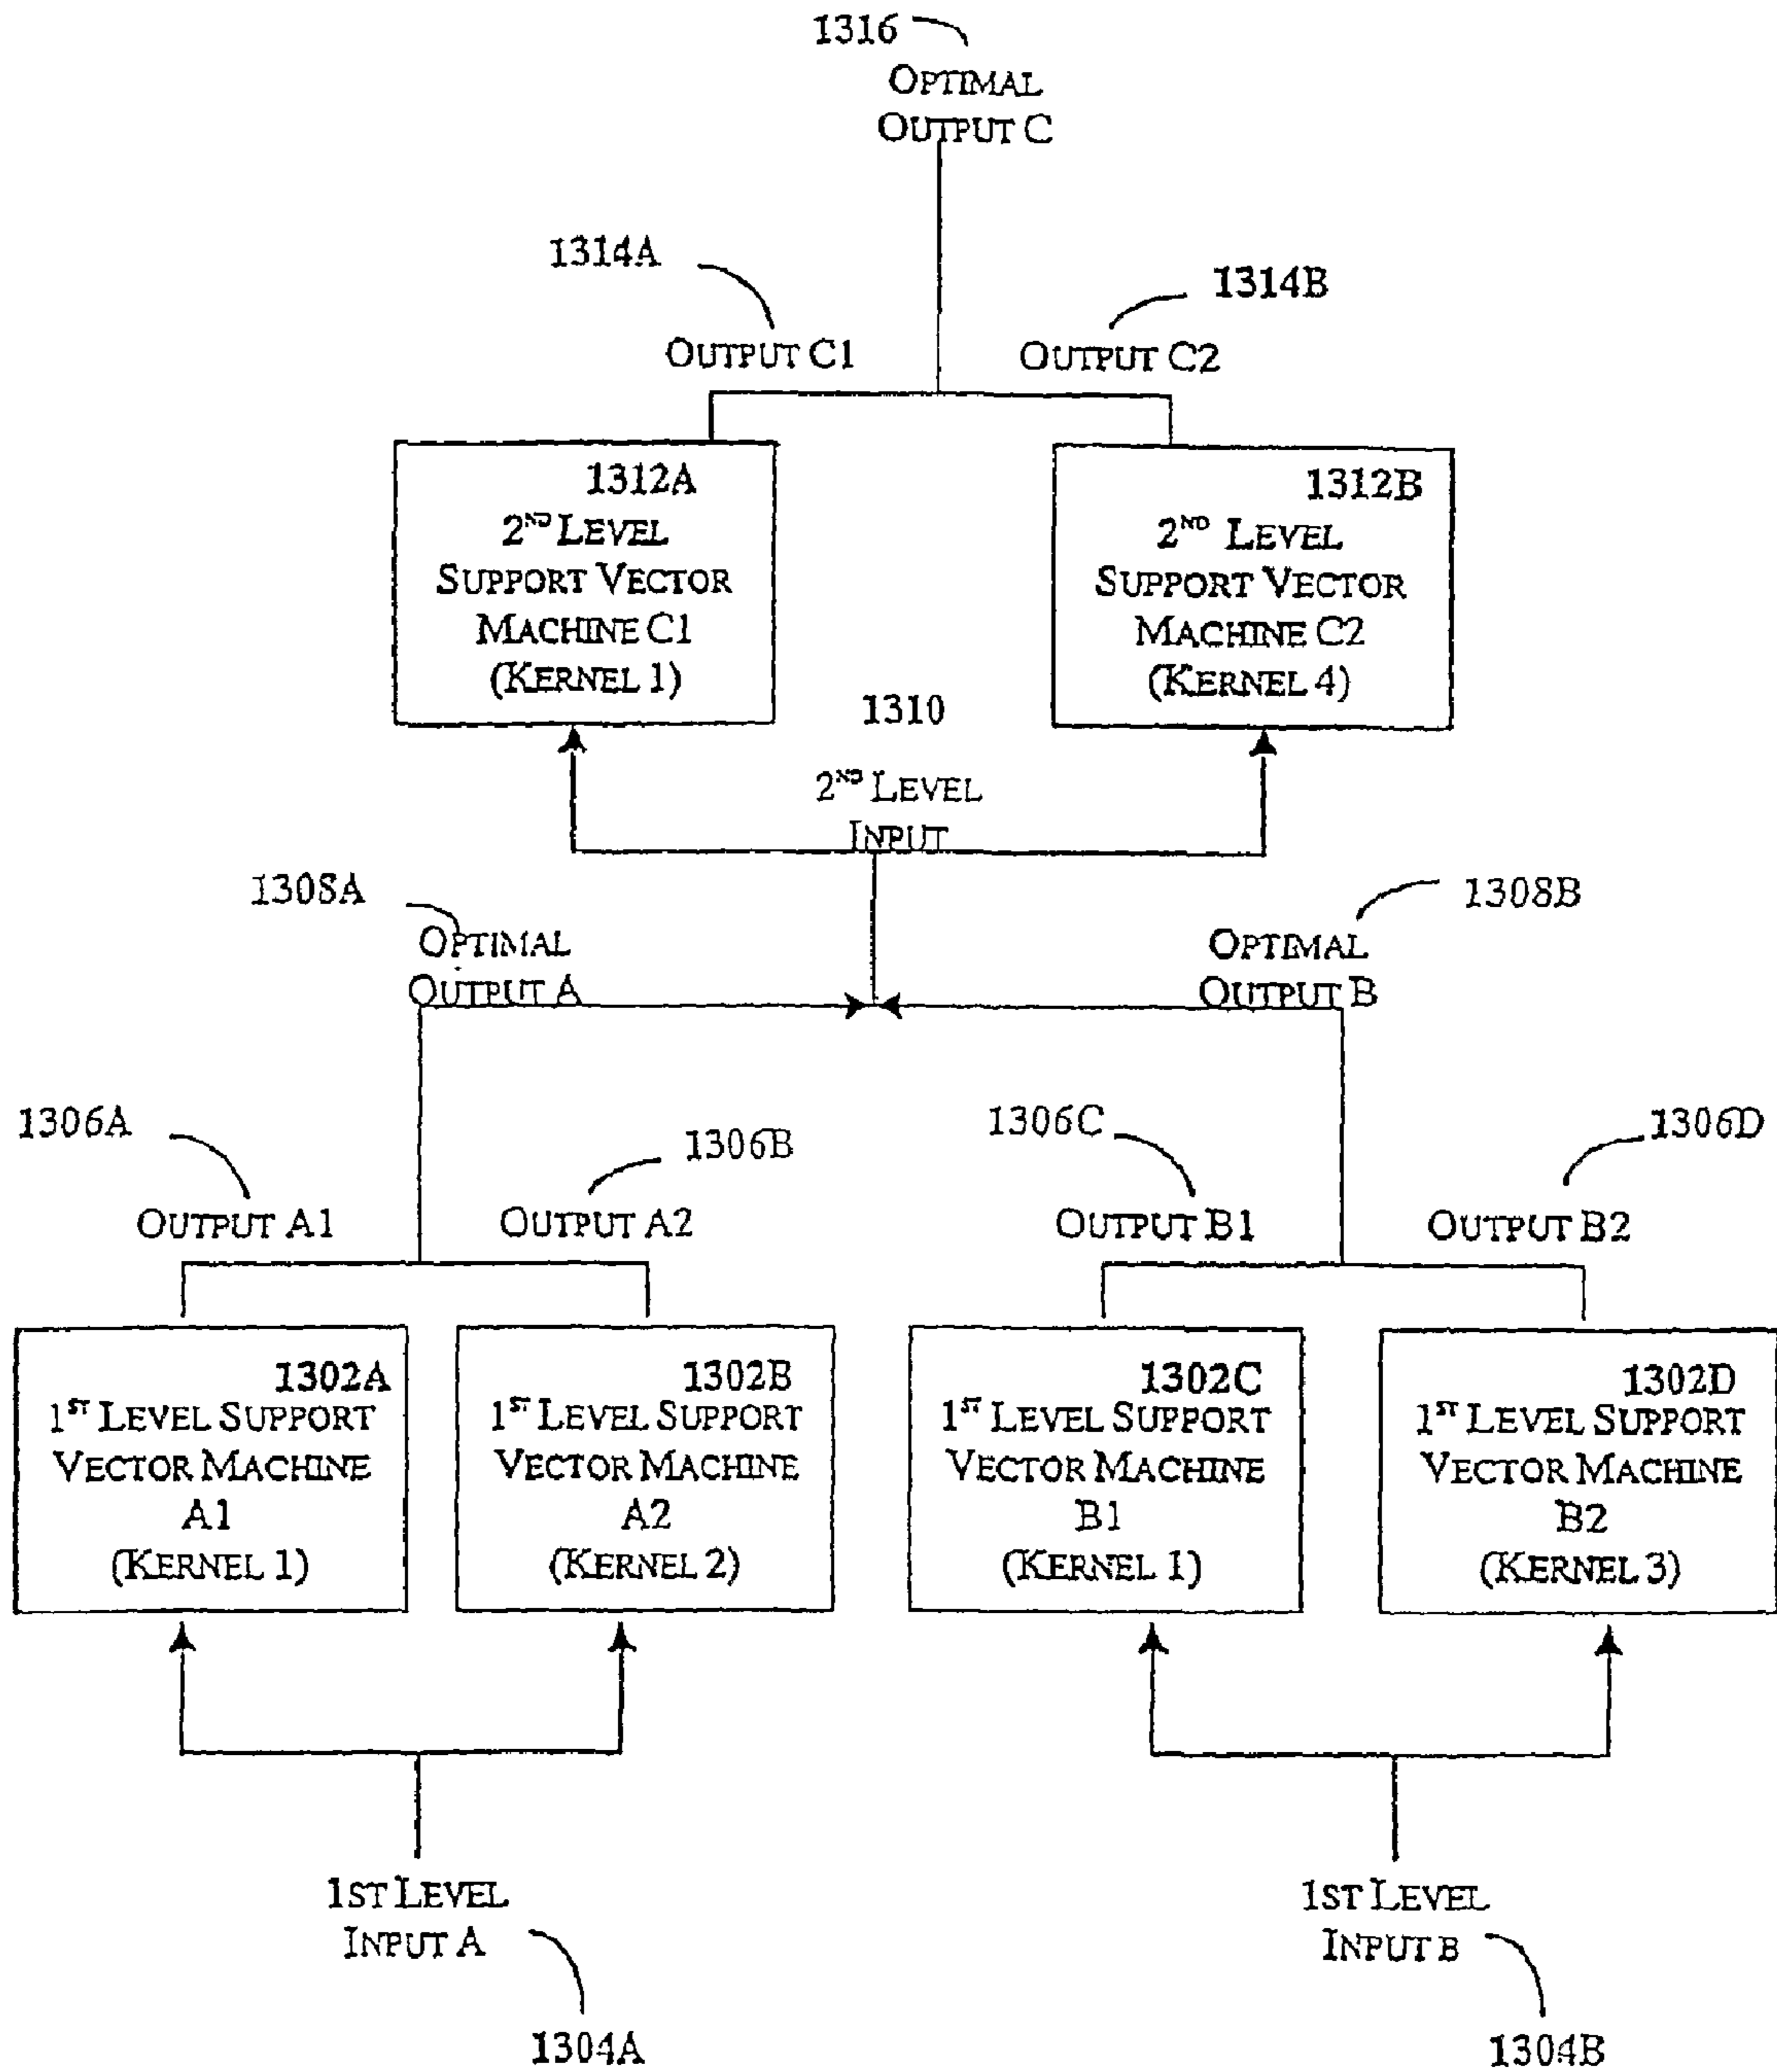 1316
OPTIMAL
OUTPUT C
1314A
1314B
OUTPUT C1
OUTPUT C2
1312A
2ND LEVEL
SUPPORT VECTOR
MACHINE C1
(KERNEL 1)
1312B
2ND LEVEL
SUPPORT VECTOR
MACHINE C2
(KERNEL 4)
1310
2ND LEVEL
INPUT
1308A
OPTIMAL
OUTPUT A
1308B
OPTIMAL
OUTPUT B
1306A
1306B
1306C
1306D
OUTPUT A1
OUTPUT A2
OUTPUT B1
OUTPUT B2
1302A
1ST LEVEL SUPPORT
VECTOR MACHINE
A1
(KERNEL 1)
1302B
1ST LEVEL SUPPORT
VECTOR MACHINE
A2
(KERNEL 2)
1302C
1ST LEVEL SUPPORT
VECTOR MACHINE
B1
(KERNEL 1)
1302D
1ST LEVEL SUPPORT
VECTOR MACHINE
B2
(KERNEL 3)
1ST LEVEL
INPUT A
1304A
1ST LEVEL
INPUT B
1304B